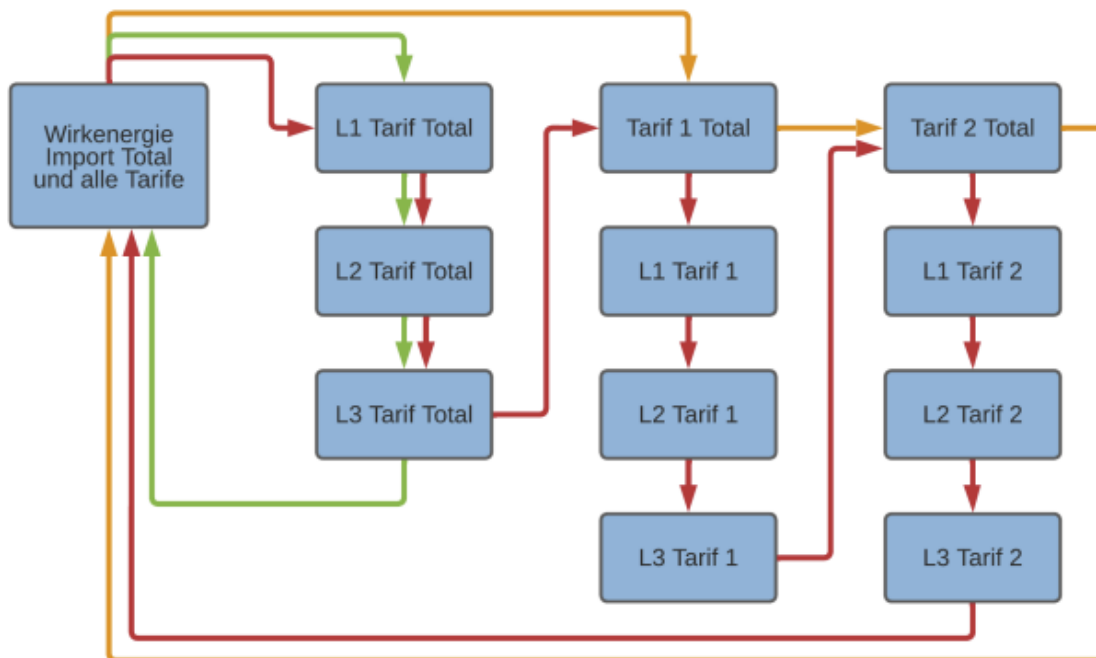 Wirkenergie
Import Total
und alle Tarife
L1 Tarif Total
Tarif 1 Total
Tarif 2 Total
L2 Tarif Total
L1 Tarif 1
L1 Tarif 2
L3 Tarif Total
L2 Tarif 1
L2 Tarif 2
L3 Tarif 1
L3 Tarif 2